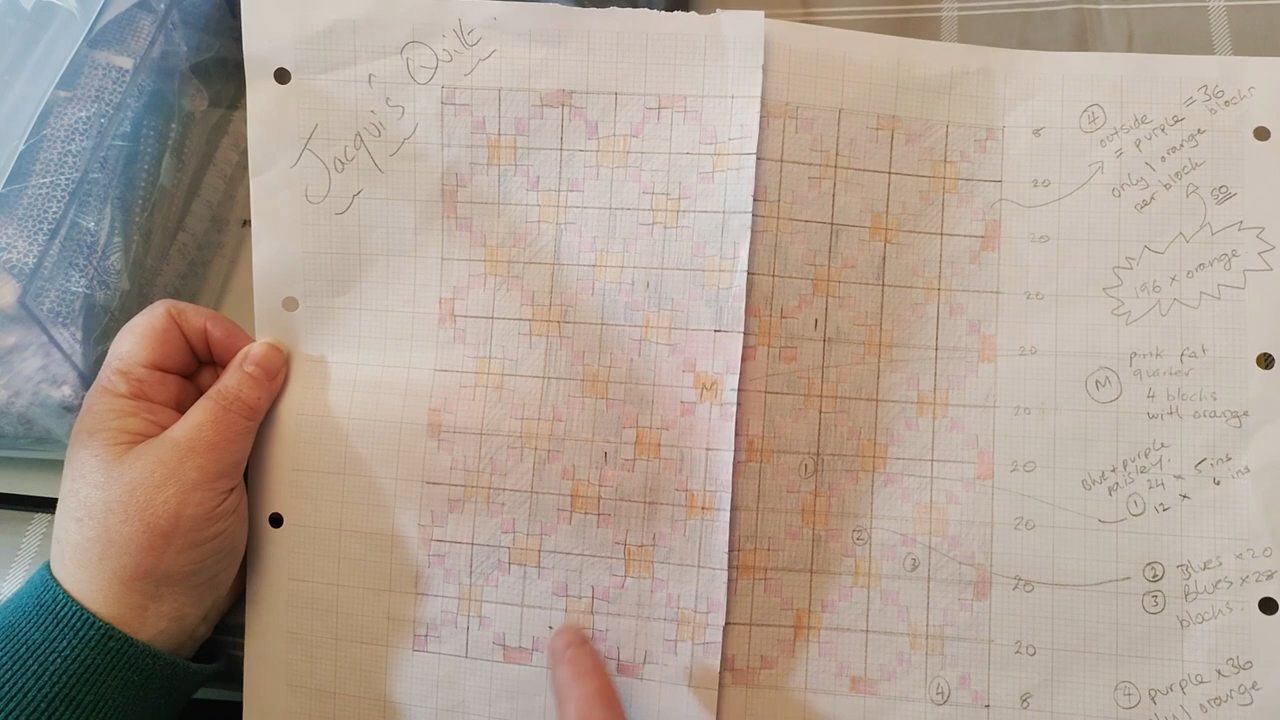 Jacqui's Quilt
8
20
20
20
20
20
20
20
20
20
8
M
1
2
3
4
④ outside
= purple = 36
only 1 orange blocks
per block
so
196 x orange
Ⓜ pink fat
quarter
4 blocks
with orange
Blue + purple
paisley.
① 24 x 5 ins
12 x 6 ins
② Blues x 20
③ Blues x 28
blocks.
④ purple x 36
only 1 orange